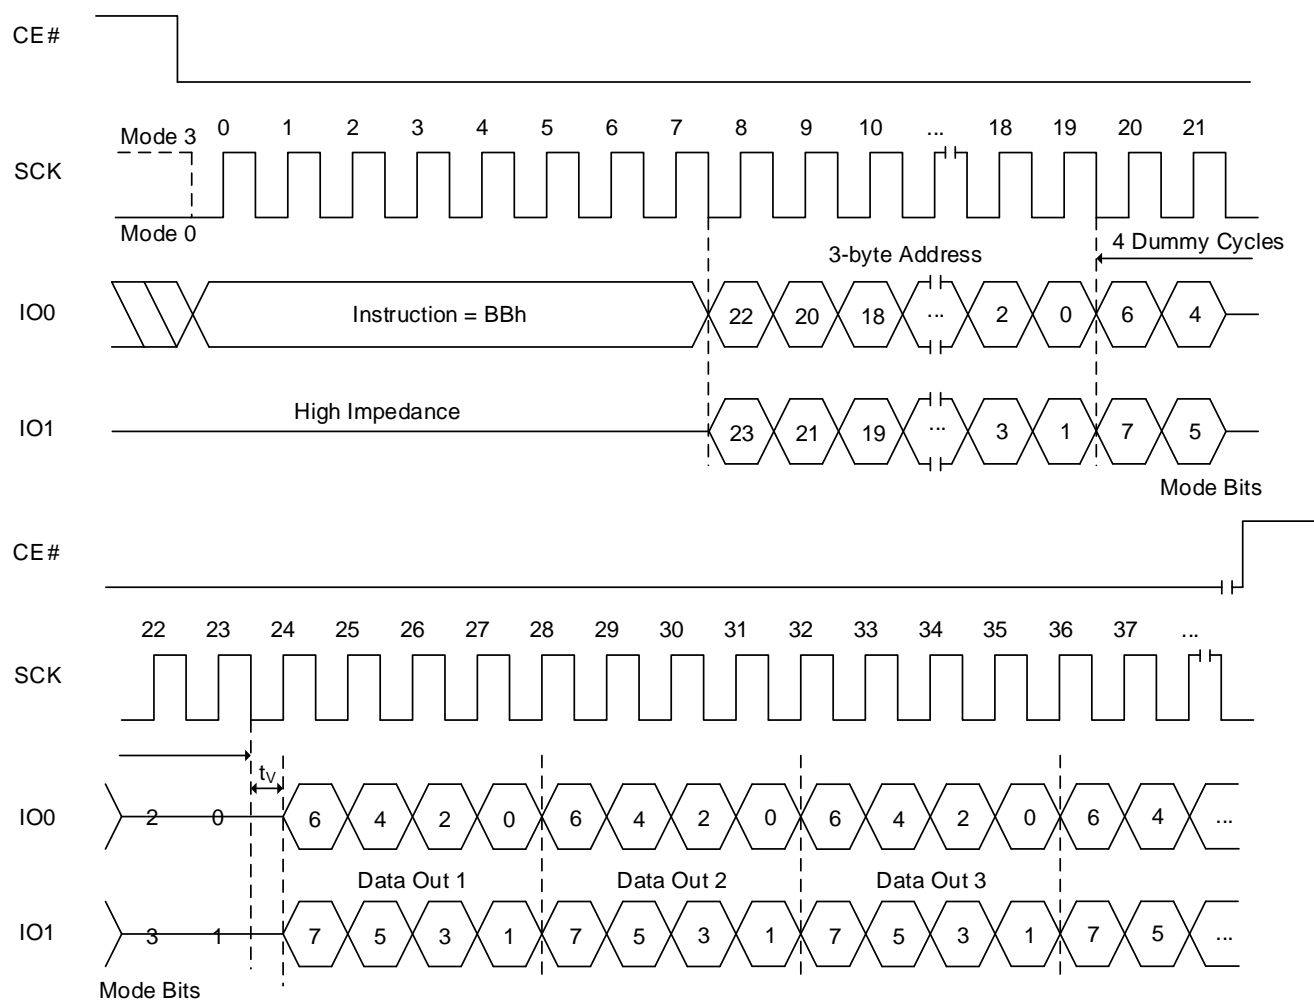 CE#
Mode 3 0 1 2 3 4 5 6 7 8 9 10 ... 18 19 20 21
SCK
Mode 0
3-byte Address 4 Dummy Cycles
IO0 Instruction = BBh 22 20 18 ... 2 0 6 4
High Impedance
IO1 23 21 19 ... 3 1 7 5
Mode Bits
CE#
22 23 24 25 26 27 28 29 30 31 32 33 34 35 36 37 ...
SCK
tV
IO0 2 0 6 4 2 0 6 4 2 0 6 4 2 0 6 4 ...
Data Out 1 Data Out 2 Data Out 3
IO1 3 1 7 5 3 1 7 5 3 1 7 5 3 1 7 5 ...
Mode Bits